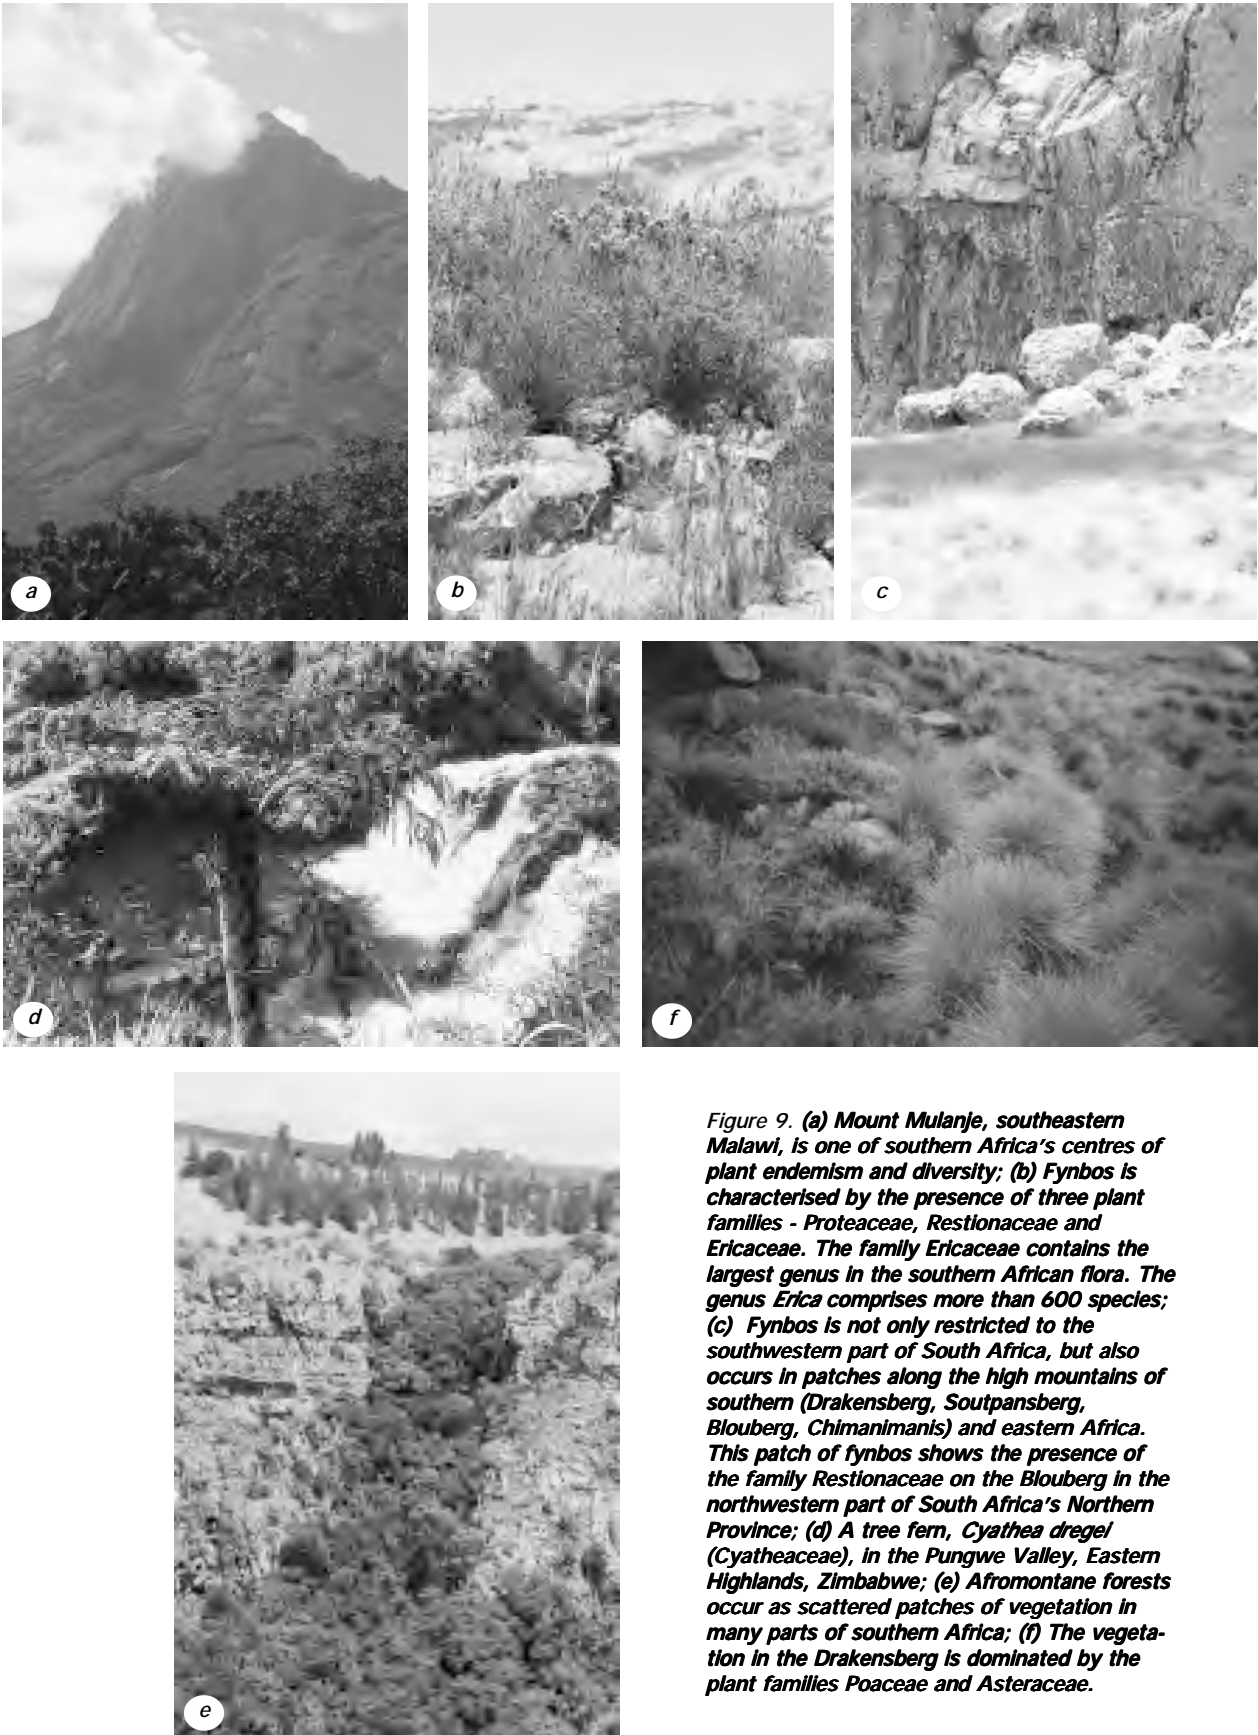 a
b
c
d
f
e
Figure 9. (a) Mount Mulanje, southeastern
Malawi, is one of southern Africa's centres of
plant endemism and diversity; (b) Fynbos is
characterised by the presence of three plant
families - Proteaceae, Restionaceae and
Ericaceae. The family Ericaceae contains the
largest genus in the southern African flora. The
genus Erica comprises more than 600 species;
(c) Fynbos is not only restricted to the
southwestern part of South Africa, but also
occurs in patches along the high mountains of
southern (Drakensberg, Soutpansberg,
Blouberg, Chimanimanis) and eastern Africa.
This patch of fynbos shows the presence of
the family Restionaceae on the Blouberg in the
northwestern part of South Africa's Northern
Province; (d) A tree fern, Cyathea dregei
(Cyatheaceae), in the Pungwe Valley, Eastern
Highlands, Zimbabwe; (e) Afromontane forests
occur as scattered patches of vegetation in
many parts of southern Africa; (f) The vegeta-
tion in the Drakensberg is dominated by the
plant families Poaceae and Asteraceae.